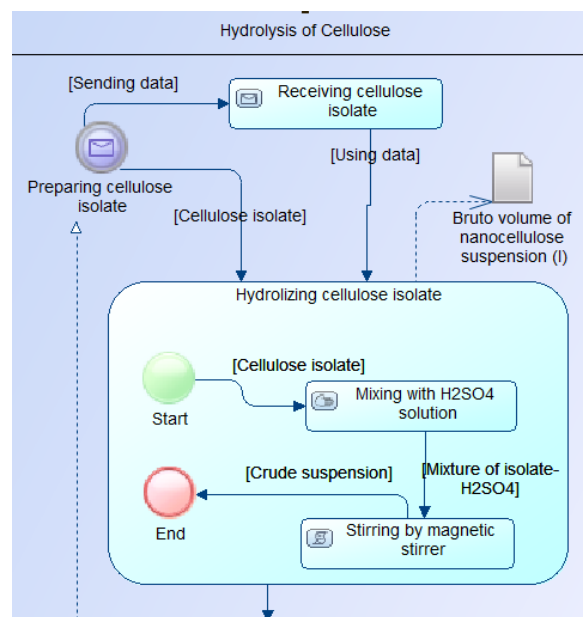 Hydrolysis of Cellulose
[Sending data]
Receiving cellulose
isolate
[Using data]
Preparing cellulose
isolate
[Cellulose isolate]
Bruto volume of
nanocellulose
suspension (l)
Hydrolizing cellulose isolate
[Cellulose isolate]
Start
Mixing with H2SO4
solution
[Crude suspension]
[Mixture of isolate-
H2SO4]
End
Stirring by magnetic
stirrer